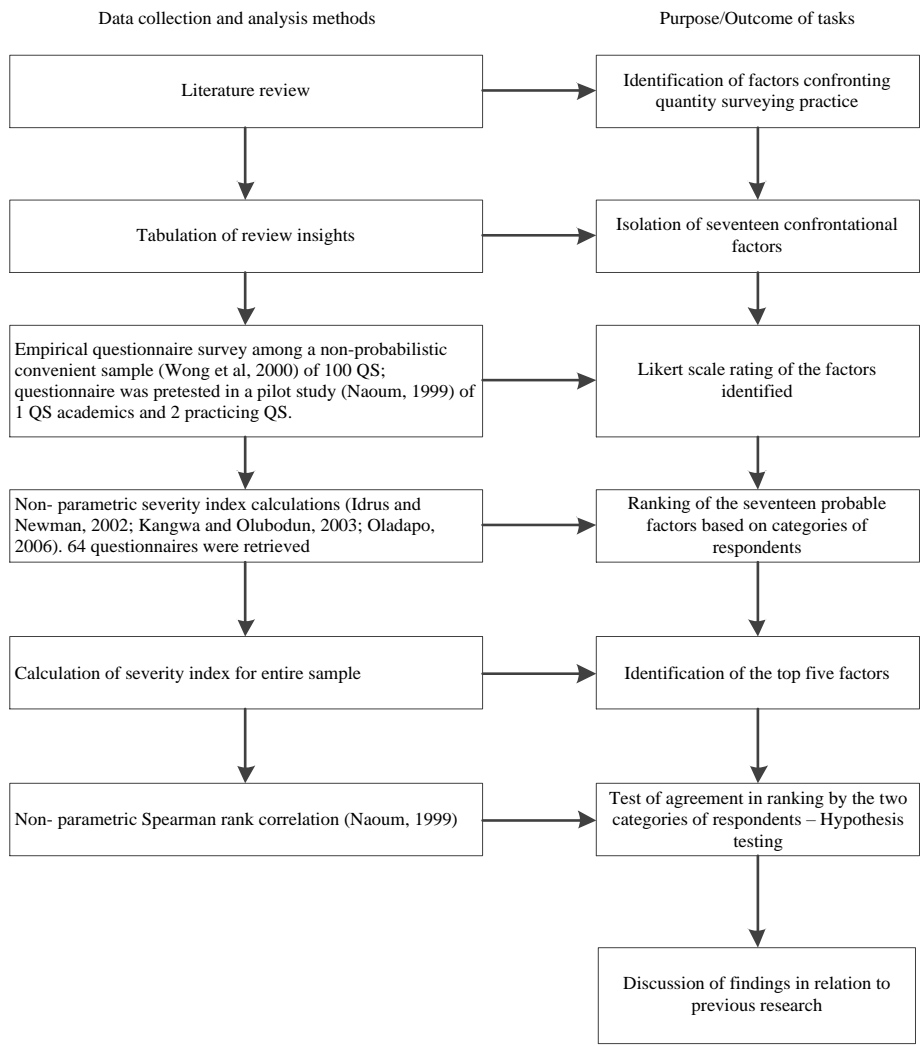 Data collection and analysis methods
Purpose/Outcome of tasks
Literature review
Identification of factors confronting
quantity surveying practice
Tabulation of review insights
Isolation of seventeen confrontational
factors
Empirical questionnaire survey among a non-probabilistic
convenient sample (Wong et al, 2000) of 100 QS;
questionnaire was pretested in a pilot study (Naoum, 1999) of
1 QS academics and 2 practicing QS.
Likert scale rating of the factors
identified
Non- parametric severity index calculations (Idrus and
Newman, 2002; Kangwa and Olubodun, 2003; Oladapo,
2006). 64 questionnaires were retrieved
Ranking of the seventeen probable
factors based on categories of
respondents
Calculation of severity index for entire sample
Identification of the top five factors
Non- parametric Spearman rank correlation (Naoum, 1999)
Test of agreement in ranking by the two
categories of respondents – Hypothesis
testing
Discussion of findings in relation to
previous research